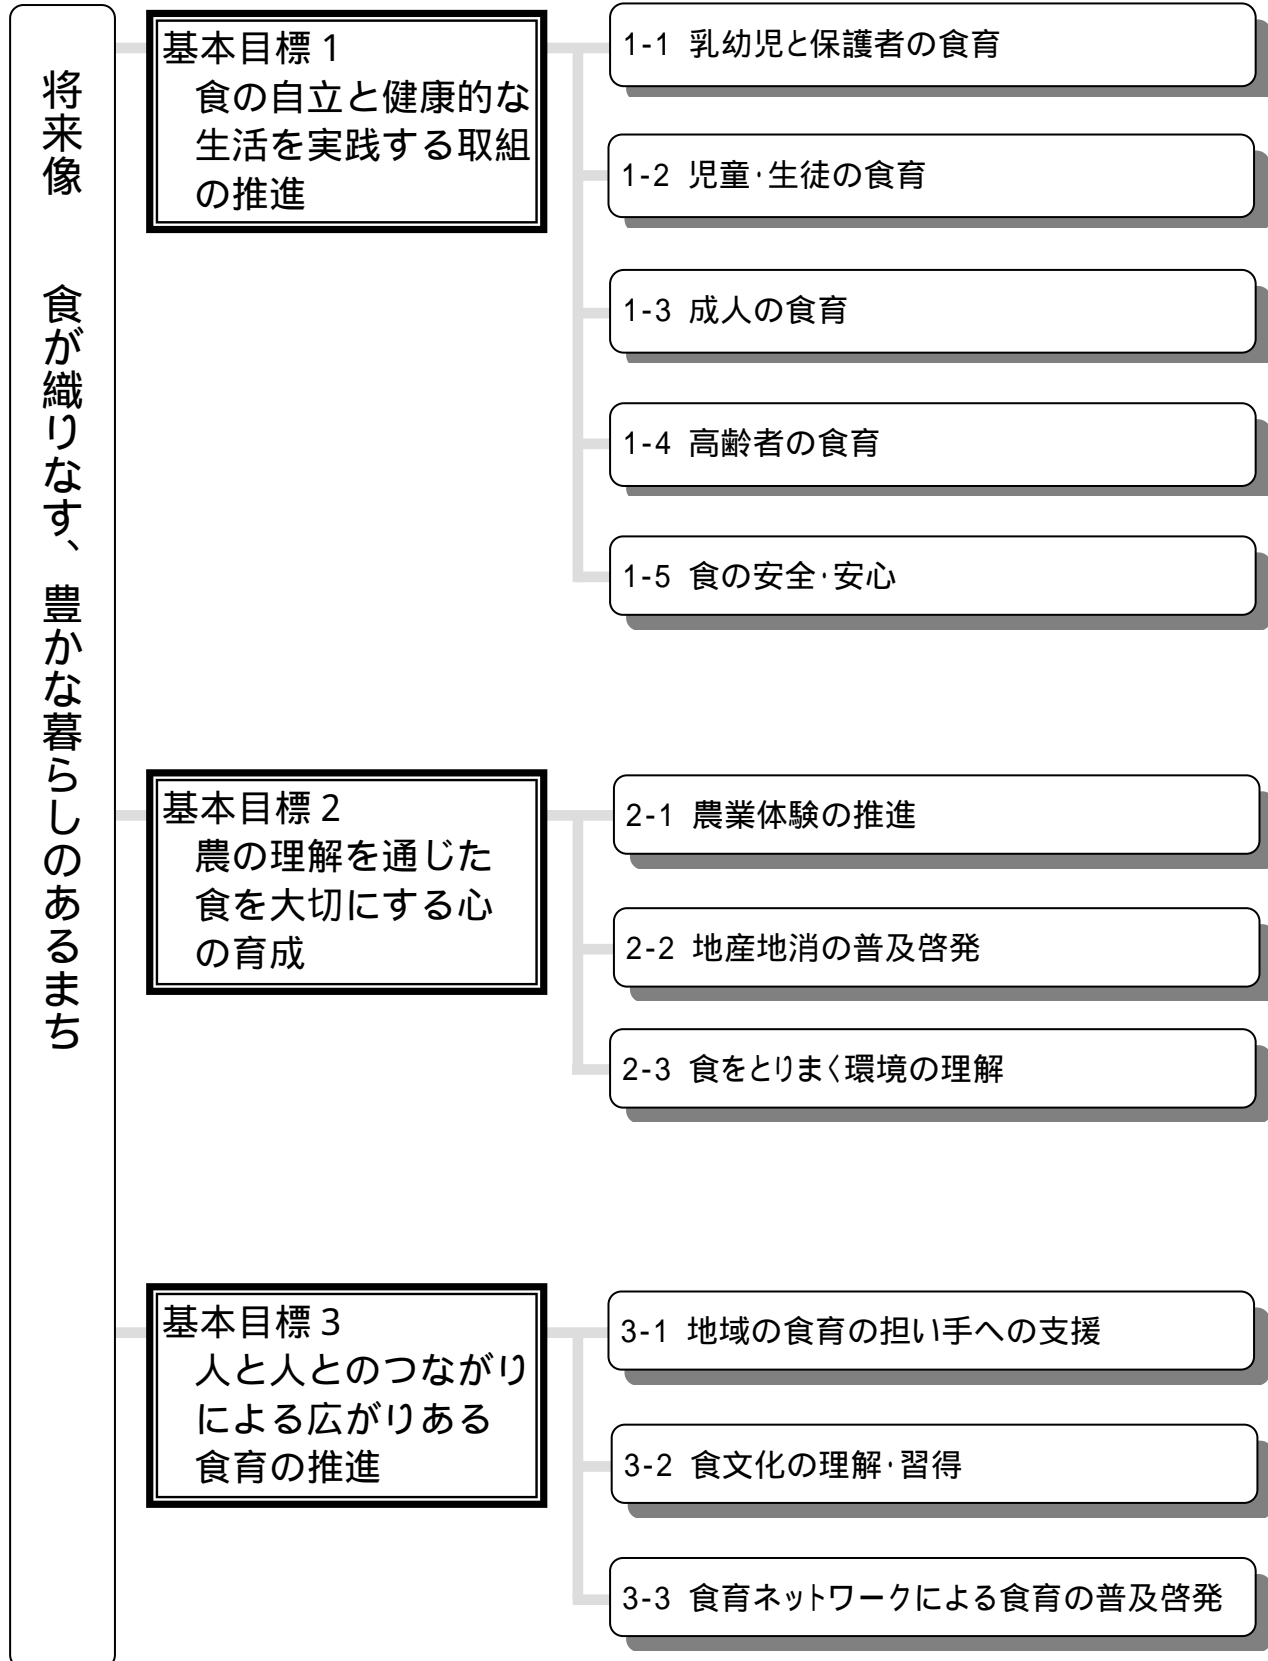 将来像　食が織りなす、豊かな暮らしのあるまち
基本目標１
食の自立と健康的な
生活を実践する取組
の推進
1-1 乳幼児と保護者の食育
1-2 児童・生徒の食育
1-3 成人の食育
1-4 高齢者の食育
1-5 食の安全・安心
基本目標２
農の理解を通じた
食を大切にする心
の育成
2-1 農業体験の推進
2-2 地産地消の普及啓発
2-3 食をとりまく環境の理解
基本目標３
人と人とのつながり
による広がりある
食育の推進
3-1 地域の食育の担い手への支援
3-2 食文化の理解・習得
3-3 食育ネットワークによる食育の普及啓発